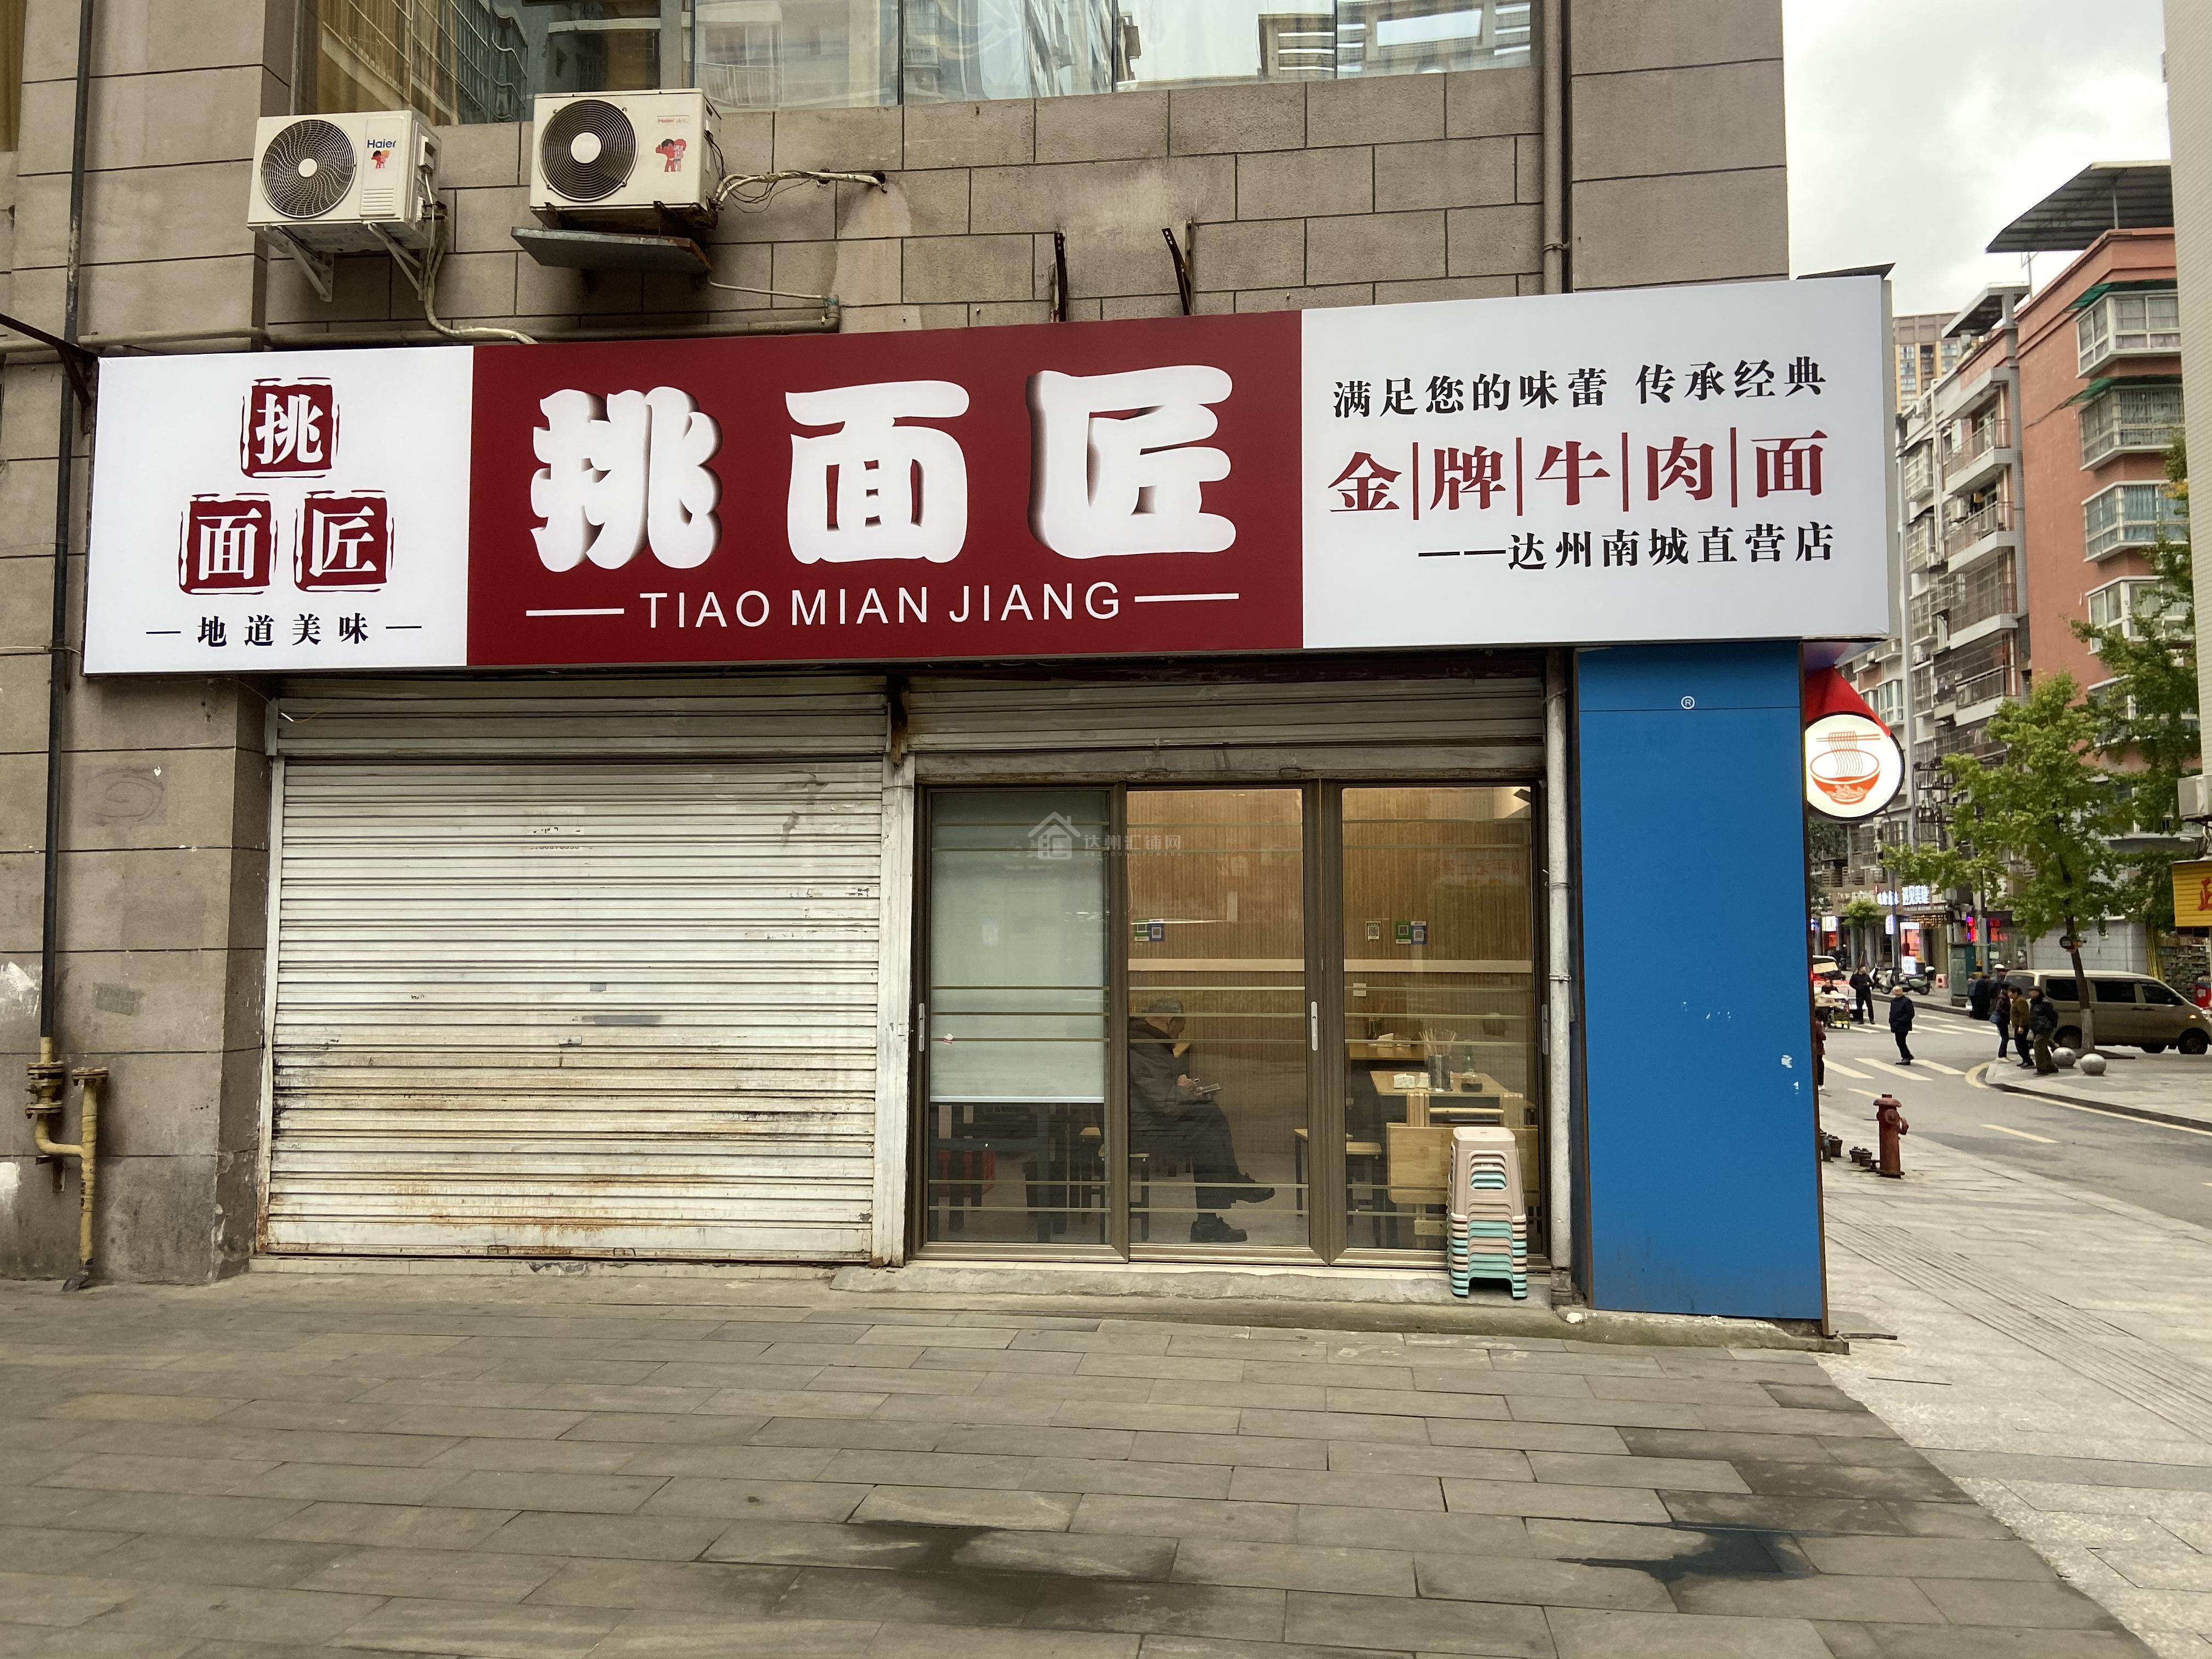 Haier
挑
面 匠
地道美味
挑面匠
TIAO MIAN JIANG
满足您的味蕾 传承经典
金|牌|牛|肉|面
——达州南城直营店
®
达州汇铺网